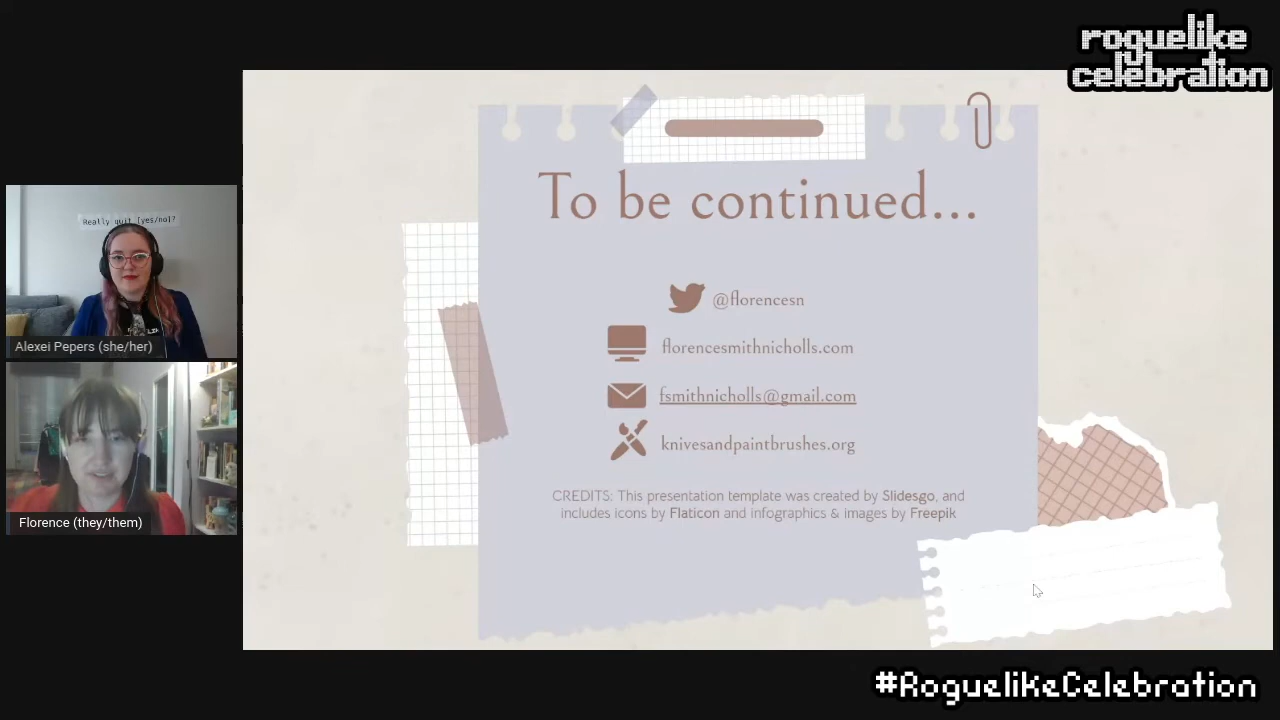 roguelike
celebration
Really quit [yes/no]?
Alexei Pepers (she/her)
Florence (they/them)
To be continued...
@florencesn
florencesmithnicholls.com
fsmithnicholls@gmail.com
knivesandpaintbrushes.org
CREDITS: This presentation template was created by Slidesgo, and
includes icons by Flaticon and infographics & images by Freepik
#RoguelikeCelebration